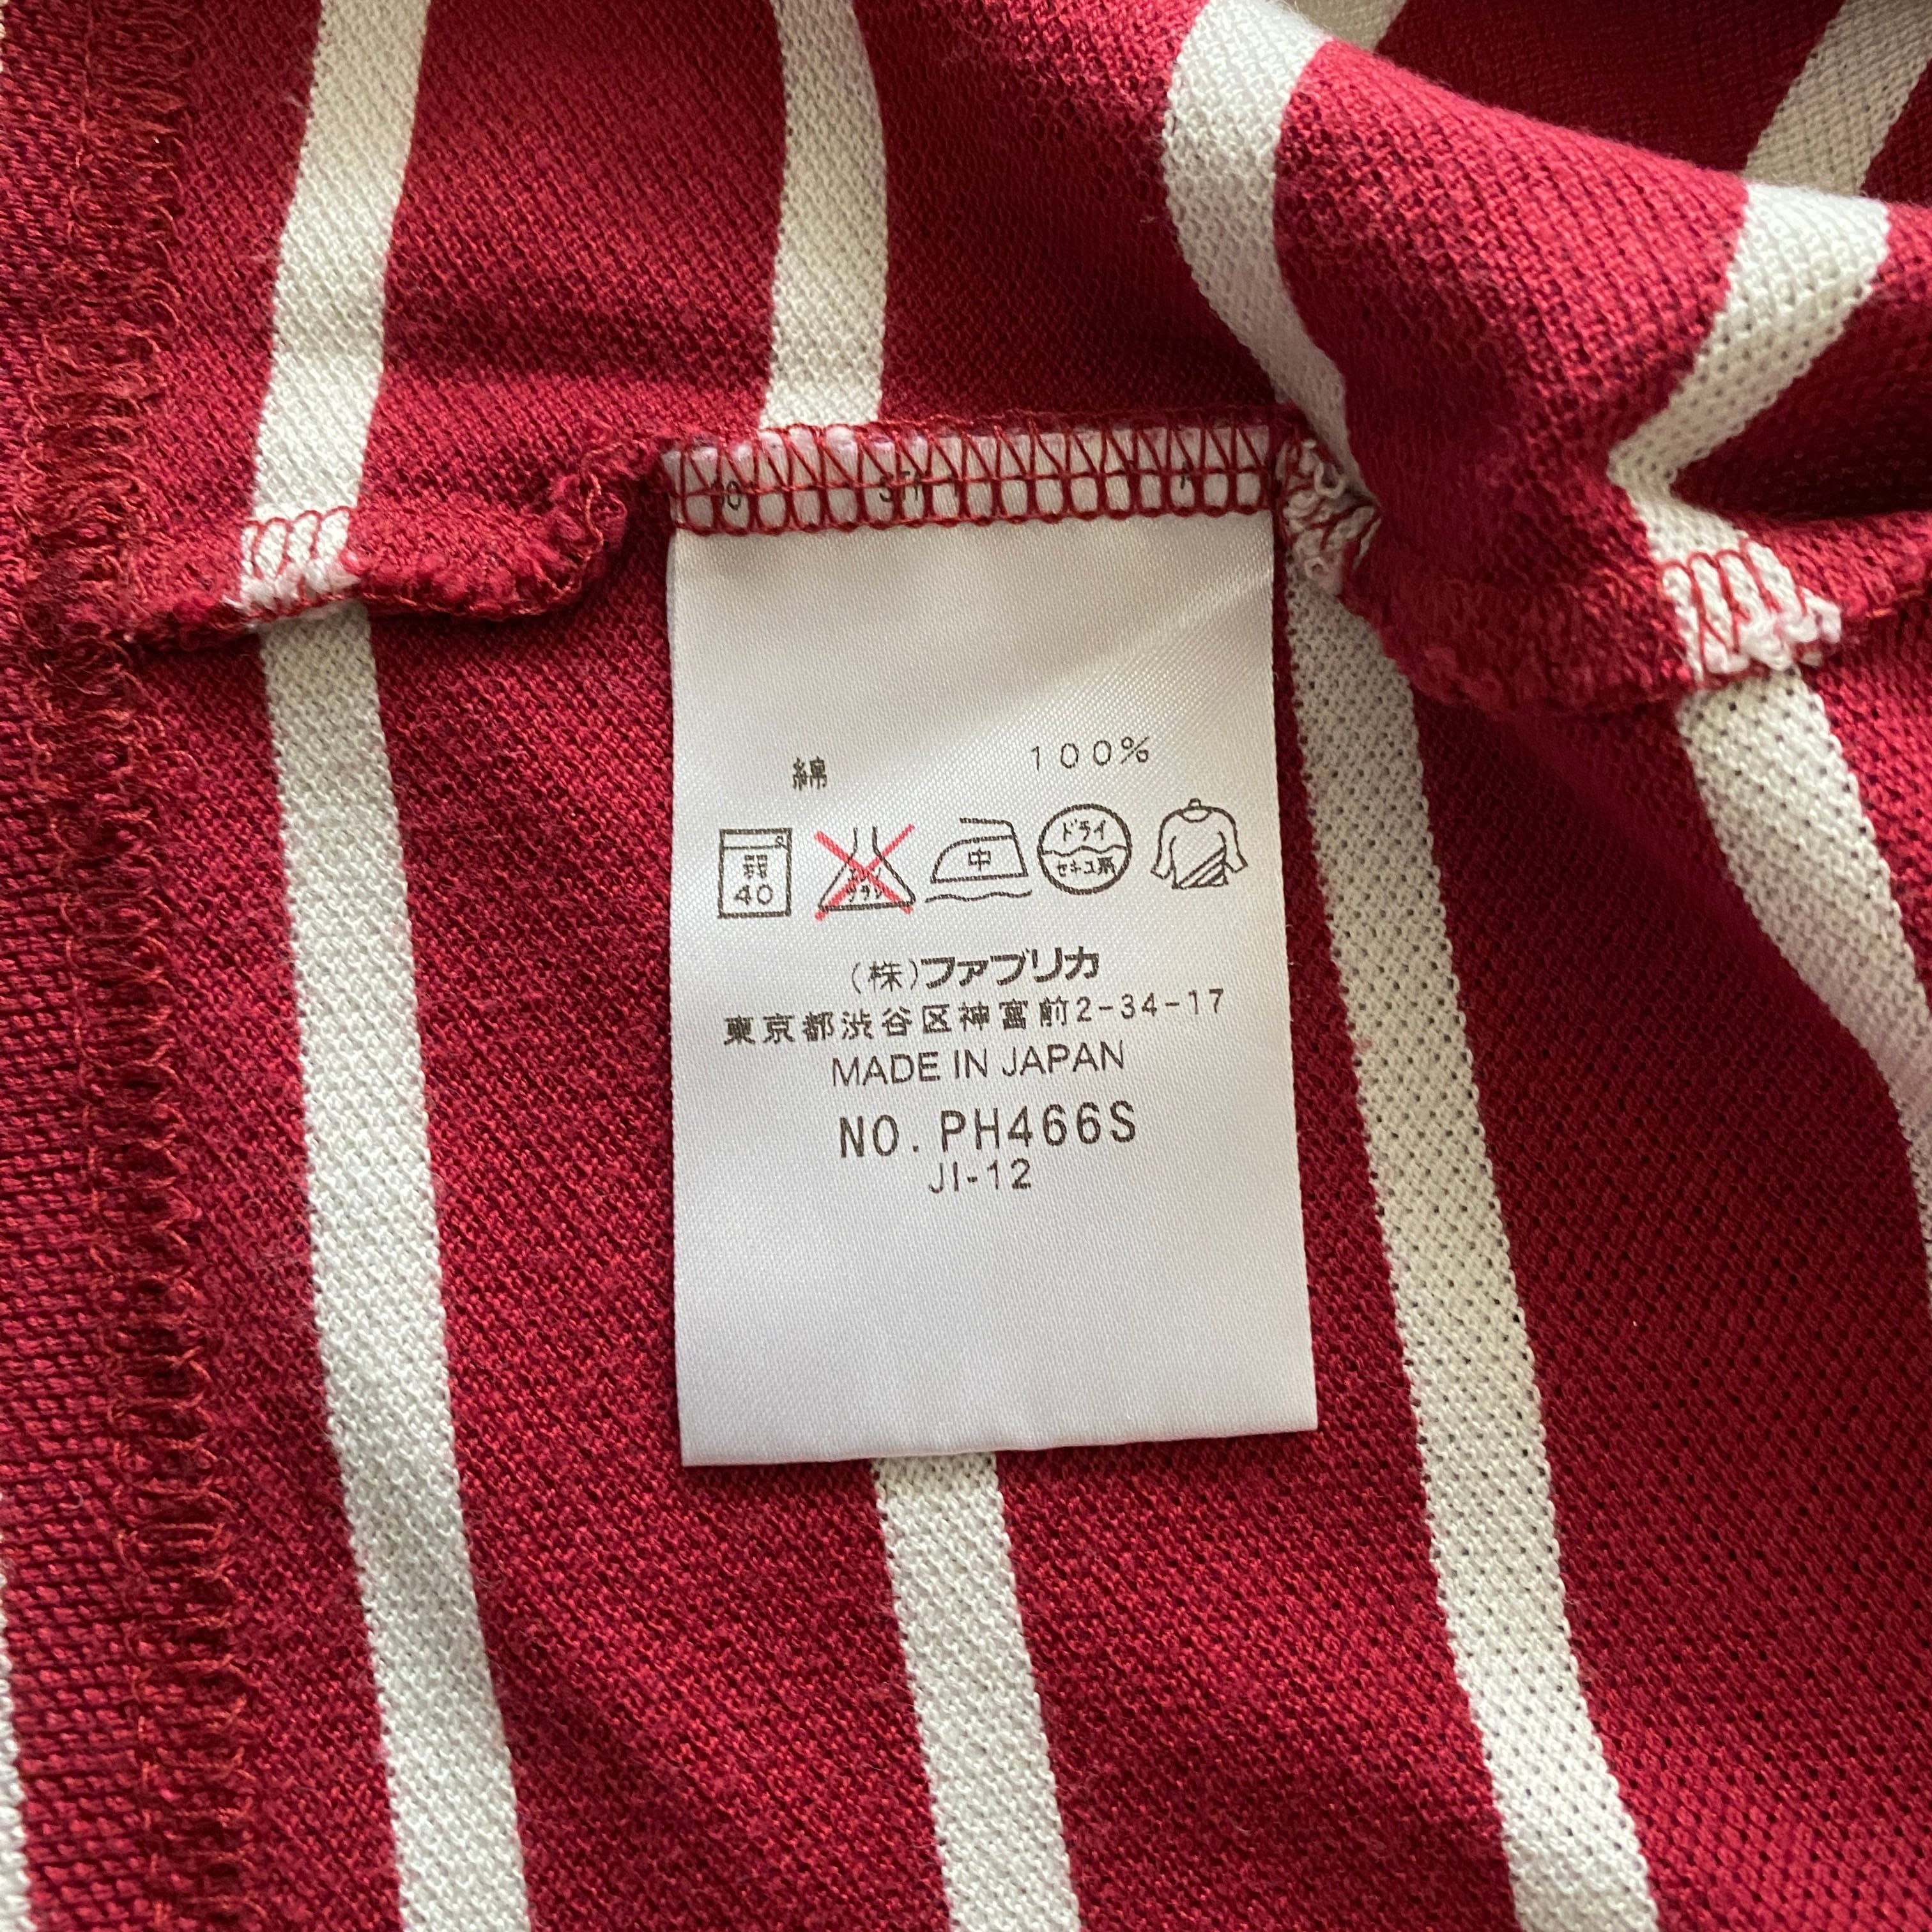 綿 100%
弱 40
中
ドライ
セキユ系
(株)ファブリカ
東京都渋谷区神宮前2-34-17
MADE IN JAPAN
NO. PH466S
JI-12